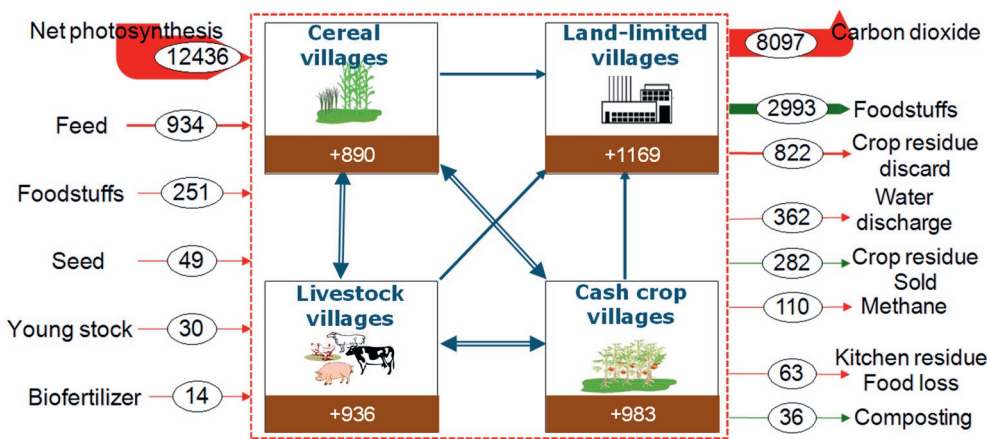 Net photosynthesis
12436
Feed
934
Foodstuffs
251
Seed
49
Young stock
30
Biofertilizer
14
Cereal
villages
+890
Land-limited
villages
+1169
Livestock
villages
+936
Cash crop
villages
+983
8097
Carbon dioxide
2993
Foodstuffs
822
Crop residue
discard
362
Water
discharge
282
Crop residue
Sold
110
Methane
63
Kitchen residue
Food loss
36
Composting